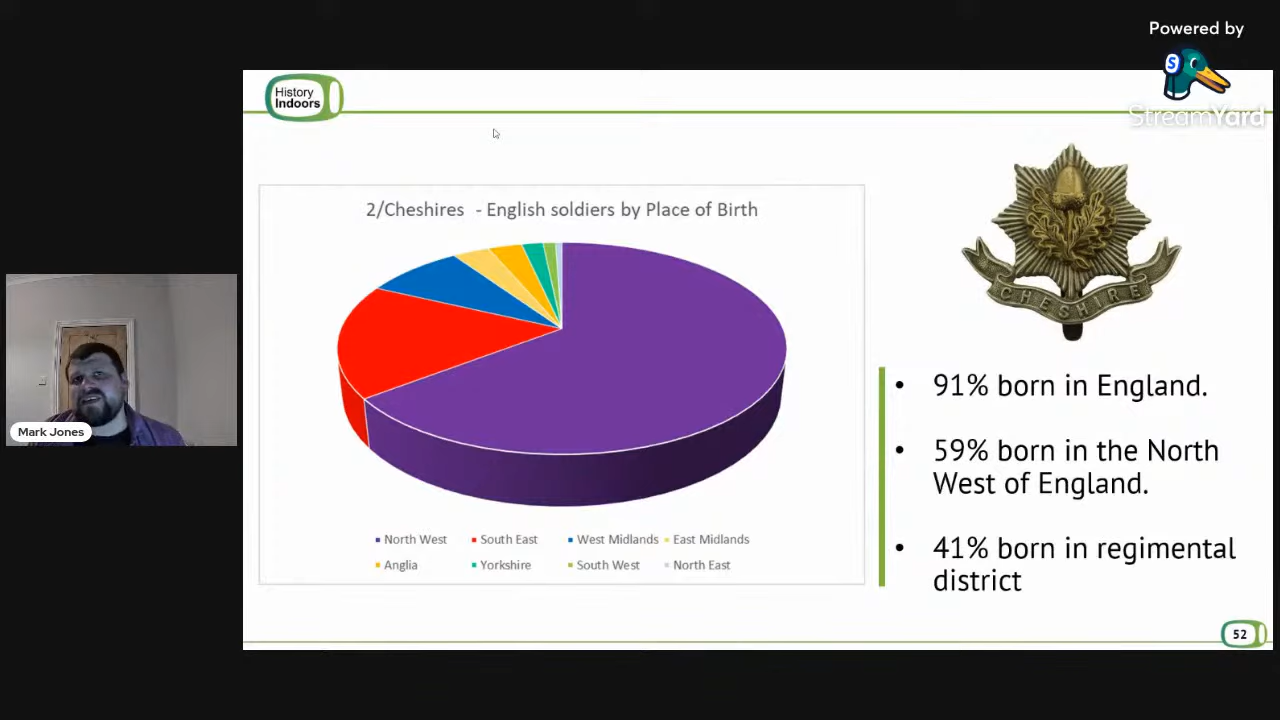 Powered by
S
StreamYard
History
Indoors
2/Cheshires - English soldiers by Place of Birth
North West South East West Midlands East Midlands
Anglia Yorkshire South West North East
CHESHIRE
• 91% born in England.
• 59% born in the North
West of England.
• 41% born in regimental
district
Mark Jones
52